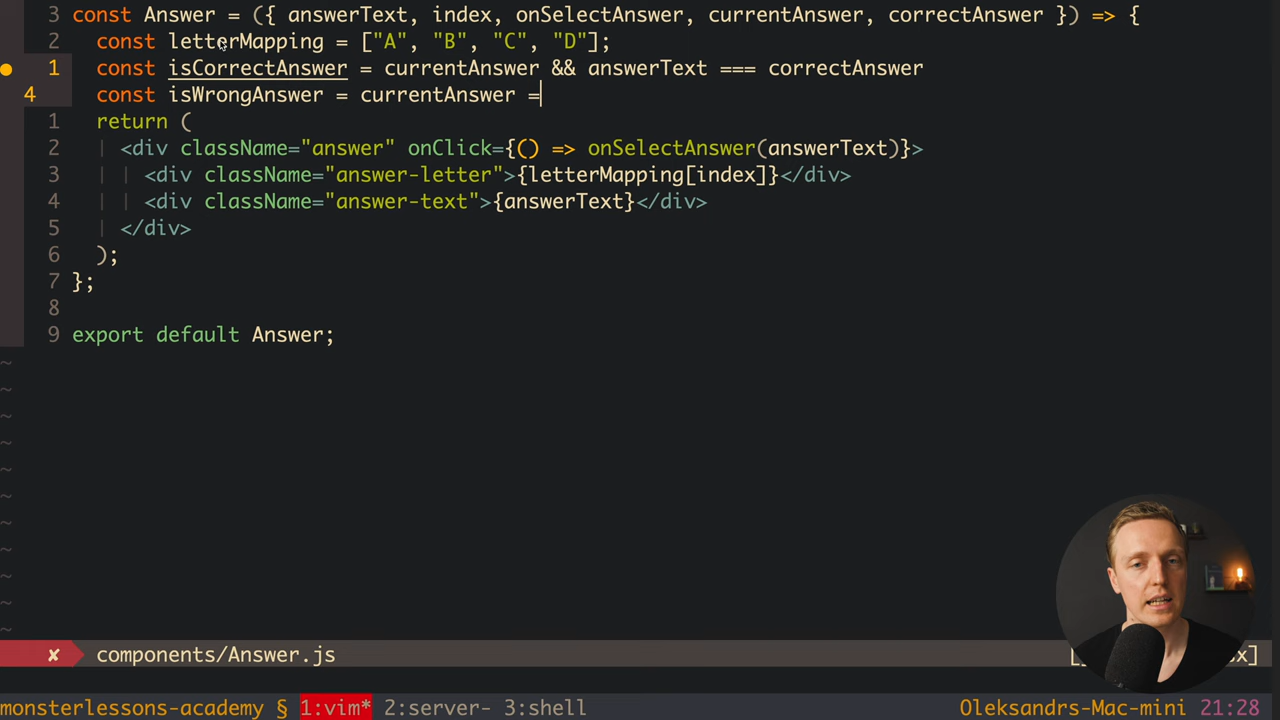 3 const Answer = ({ answerText, index, onSelectAnswer, currentAnswer, correctAnswer }) => {
2 const letterMapping = ["A", "B", "C", "D"];
1 const isCorrectAnswer = currentAnswer && answerText === correctAnswer
4 const isWrongAnswer = currentAnswer =
1 return (
2 <div className="answer" onClick={() => onSelectAnswer(answerText)}>
3 <div className="answer-letter">{letterMapping[index]}</div>
4 <div className="answer-text">{answerText}</div>
5 </div>
6 );
7 };
8
9 export default Answer;
~
~
~
~
~
~
~
~
~
~
~
✘ components/Answer.js
monsterlessons-academy § 1:vim* 2:server- 3:shell Oleksandrs-Mac-mini 21:28